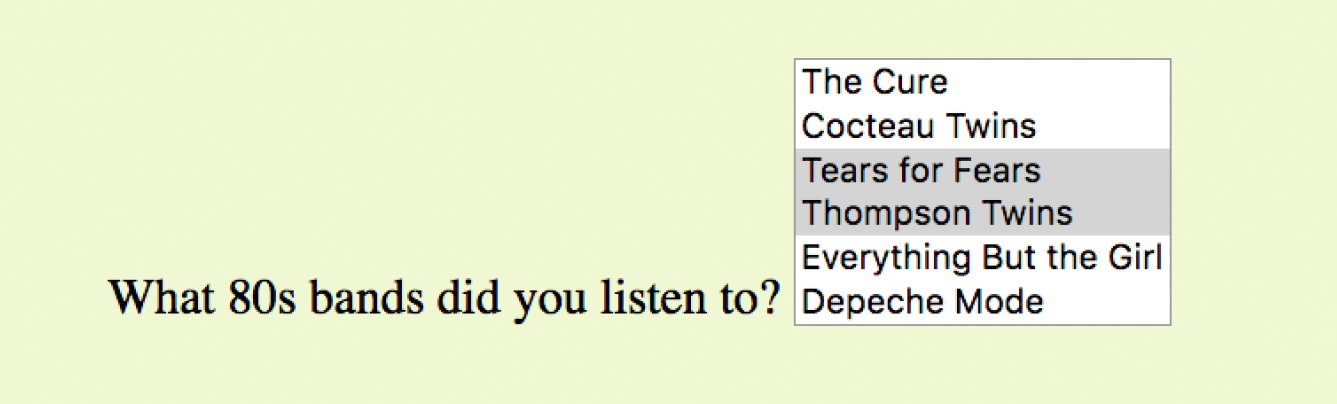 The Cure
Cocteau Twins
Tears for Fears
Thompson Twins
Everything But the Girl
What 80s bands did you listen to? Depeche Mode